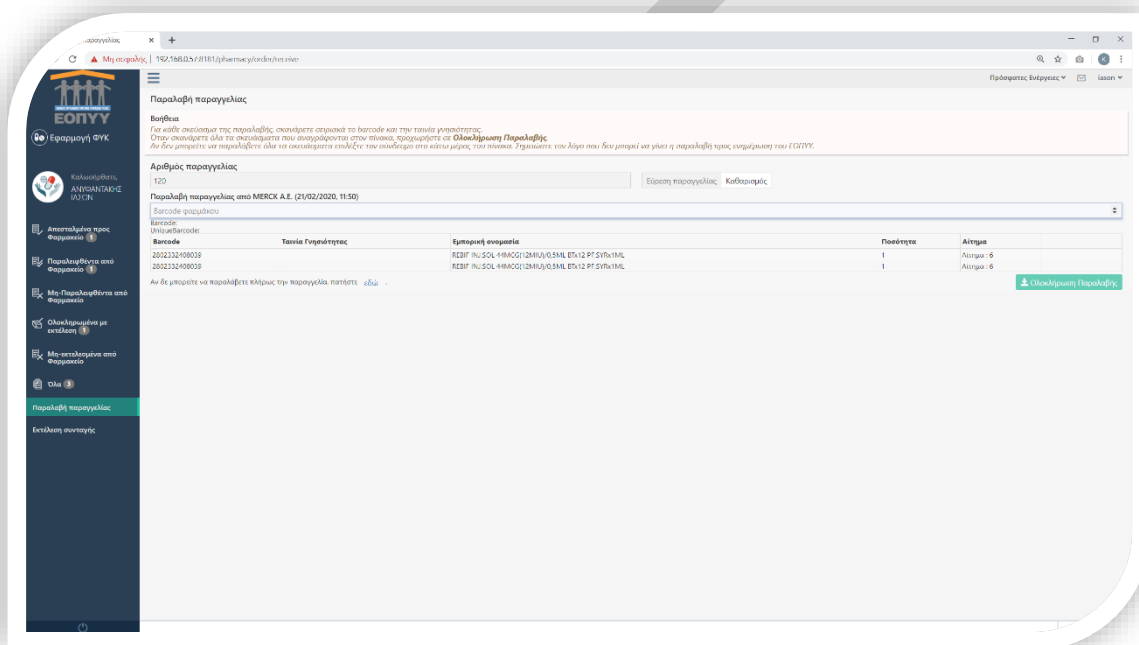 παραγγελίας
Μη ασφαλής | 192.168.0.57:8181/pharmacy/order/receive
Πρόσφατες Ενέργειες
iason
ΕΟΠΥΥ
Εφαρμογή ΦΥΚ
Καλωσήρθατε,
ΑΝΥΦΑΝΤΑΚΗΣ
ΙΑΣΩΝ
Απεσταλμένα προς
Φαρμακείο 1
Παραλειφθέντα από
Φαρμακείο 1
Μη-Παραλειφθέντα από
Φαρμακείο
Ολοκληρωμένα με
εκτέλεση 1
Μη-εκτελεσμένα από
Φαρμακείο
Όλα 3
Παραλαβή παραγγελίας
Εκτέλεση συνταγής
Παραλαβή παραγγελίας
Βοήθεια
Για κάθε σκεύασμα της παραλαβής, σκανάρετε σειριακά το barcode και την ταινία γνησιότητας.
Όταν σκανάρετε όλα τα σκευάσματα που αναγράφονται στον πίνακα, προχωρήστε σε Ολοκλήρωση Παραλαβής.
Αν δεν μπορείτε να παραλάβετε όλα τα σκευάσματα επιλέξτε τον σύνδεσμο στο κάτω μέρος του πίνακα. Σημειώστε τον λόγο που δεν μπορεί να γίνει η παραλαβή προς ενημέρωση του ΕΟΠΥΥ.
Αριθμός παραγγελίας
120 Εύρεση παραγγελίας Καθαρισμός
Παραλαβή παραγγελίας από MERCK A.E. (21/02/2020, 11:50)
Barcode φαρμάκου
Barcode:
UniqueBarcode:
Barcode Ταινία Γνησιότητας Εμπορική ονομασία Ποσότητα Αίτημα
2802332408039 REBIF INJ.SOL 44MCG(12MIU)/0,5ML BTx12 PF.SYRx1ML 1 Αίτημα : 6
2802332408039 REBIF INJ.SOL 44MCG(12MIU)/0,5ML BTx12 PF.SYRx1ML 1 Αίτημα : 6
Αν δε μπορείτε να παραλάβετε πλήρως την παραγγελία πατήστε εδώ .
Ολοκλήρωση Παραλαβής